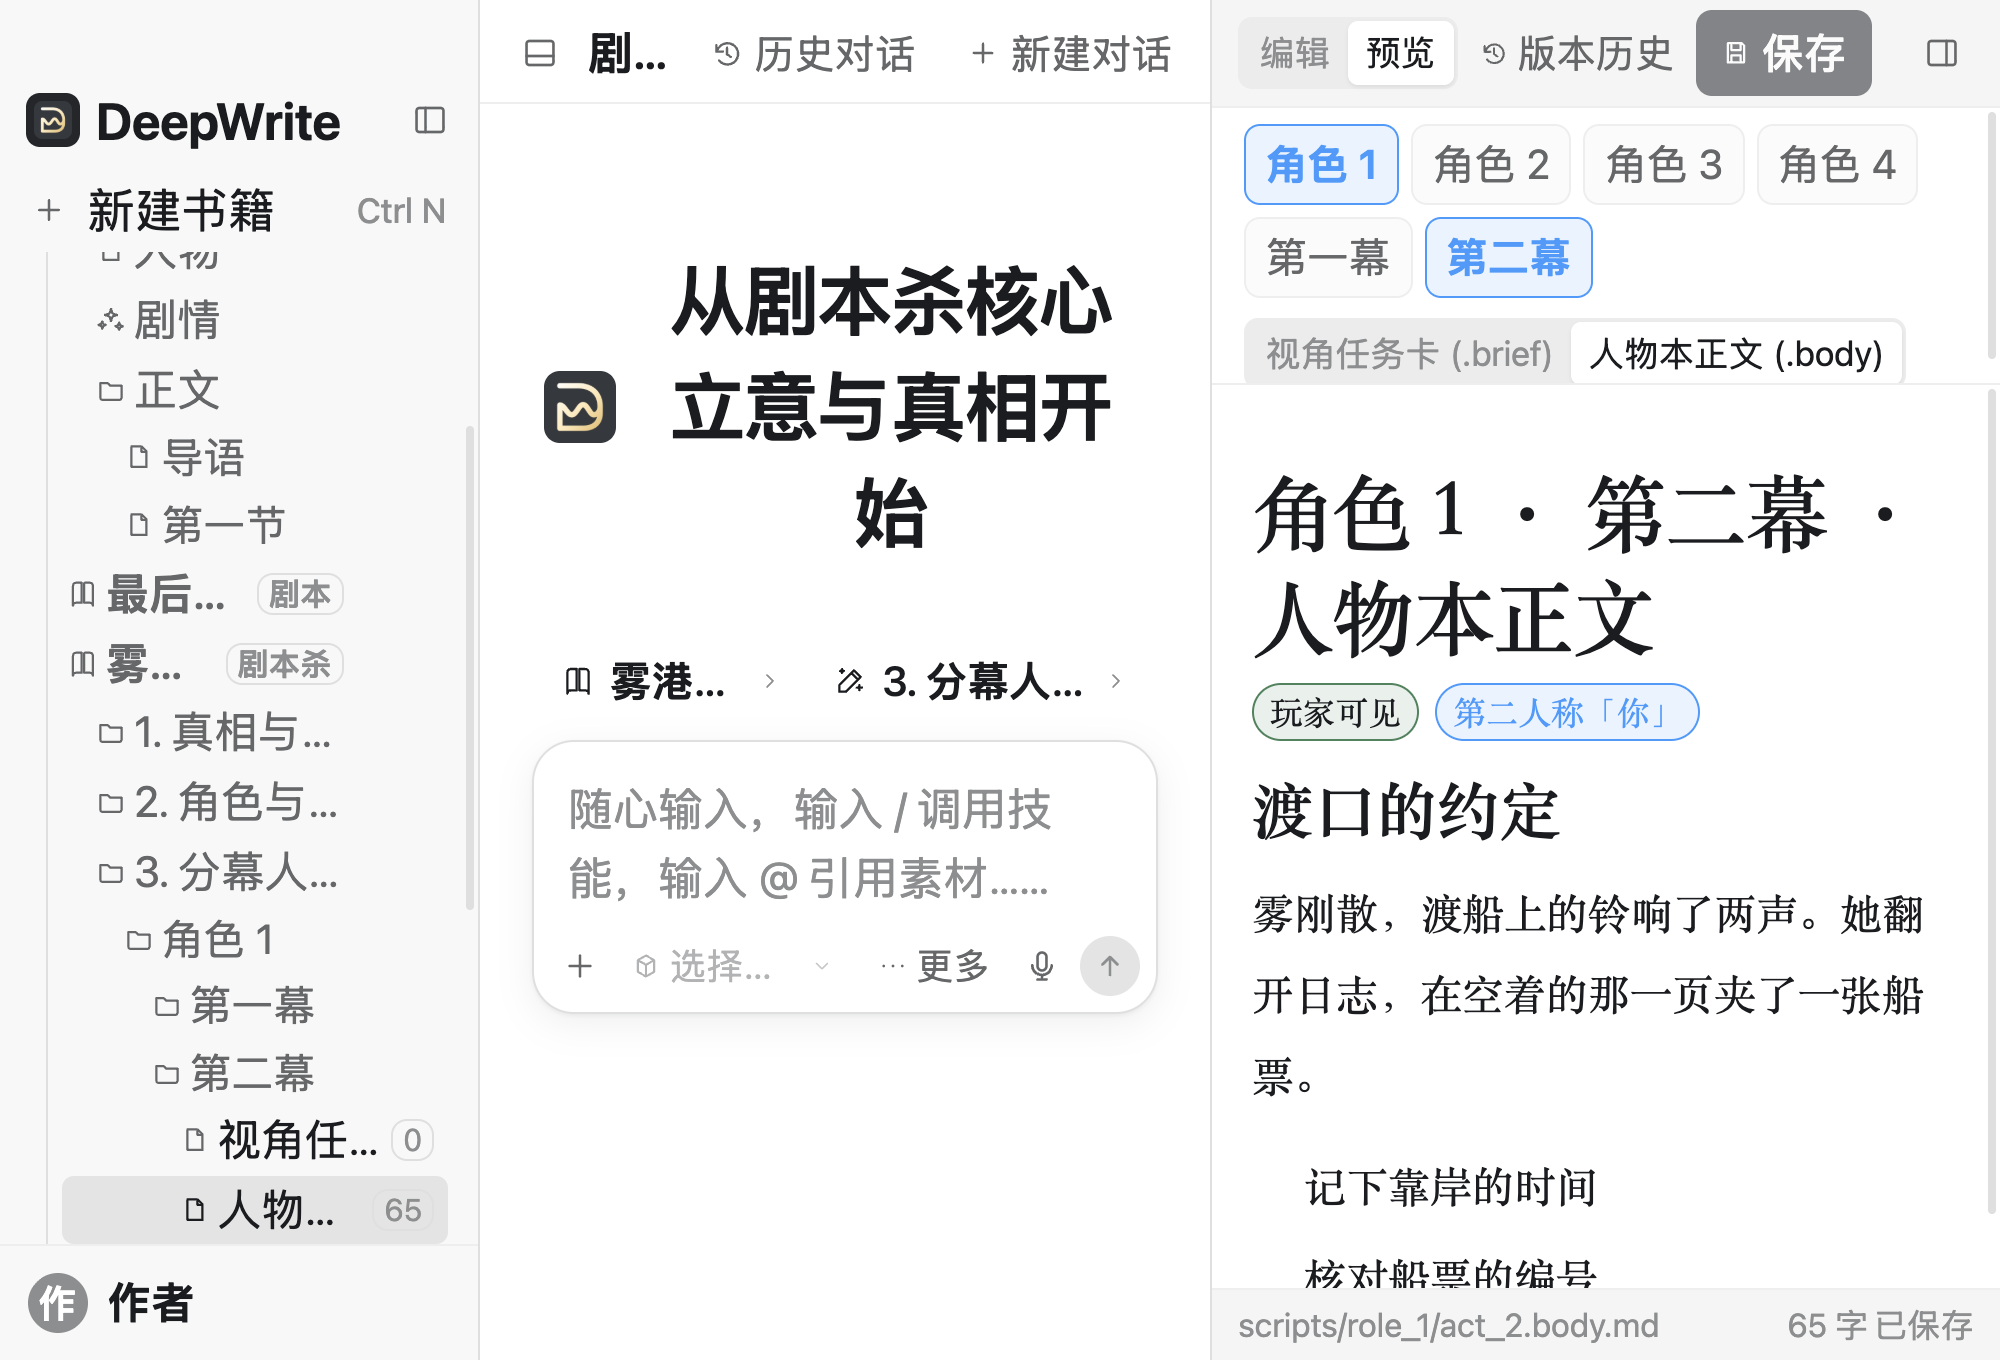 DeepWrite
新建书籍 Ctrl N
人物
剧情
正文
导语
第一节
最后... 剧本
雾... 剧本杀
1. 真相与...
2. 角色与...
3. 分幕人...
角色 1
第一幕
第二幕
视角任... 0
人物... 65
作 作者
剧... 历史对话 新建对话
从剧本杀核心
立意与真相开
始
雾港... 3. 分幕人...
随心输入，输入 / 调用技
能，输入 @ 引用素材......
选择... 更多
编辑 预览 版本历史 保存
角色 1 角色 2 角色 3 角色 4
第一幕 第二幕
视角任务卡 (.brief) 人物本正文 (.body)
角色 1 · 第二幕 ·
人物本正文
玩家可见 第二人称「你」
渡口的约定
雾刚散，渡船上的铃响了两声。她翻
开日志，在空着的那一页夹了一张船
票。
记下靠岸的时间
核对船票的编号
scripts/role_1/act_2.body.md 65 字 已保存